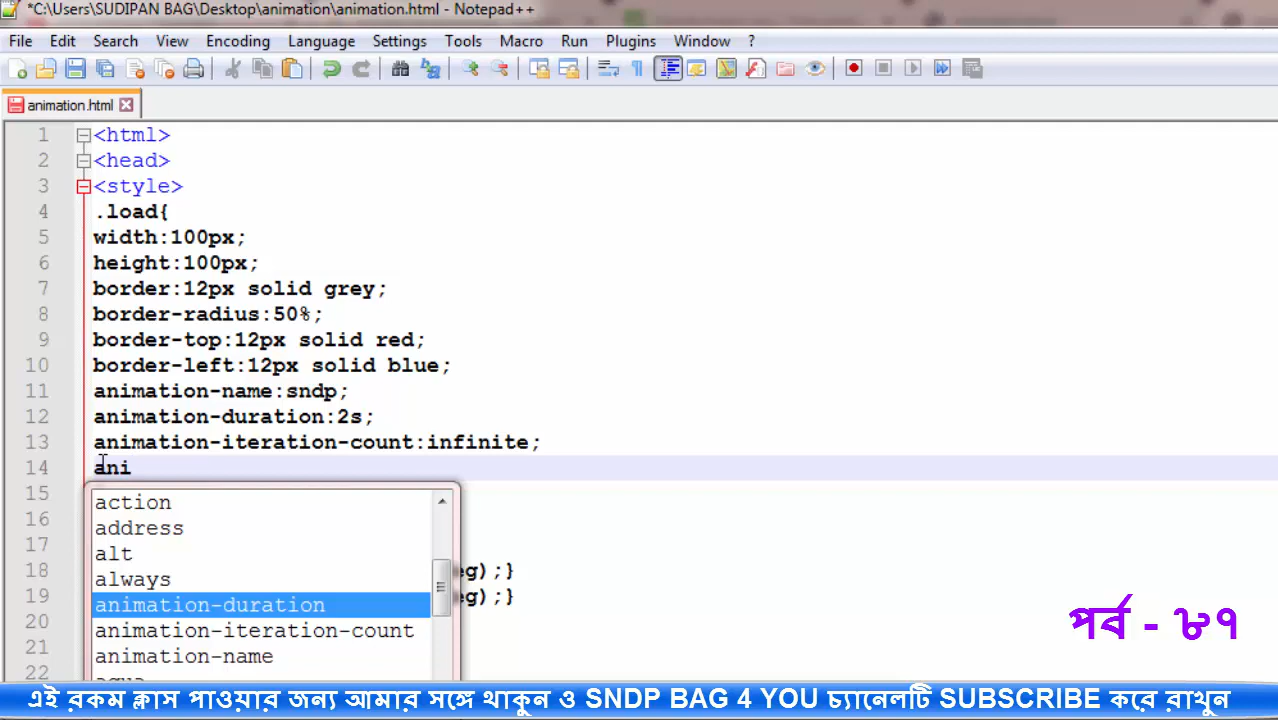 *C:\Users\SUDIPAN BAG\Desktop\animation\animation.html - Notepad++
File Edit Search View Encoding Language Settings Tools Macro Run Plugins Window ?
animation.html
1 <html>
2 <head>
3 <style>
4 .load{
5 width:100px;
6 height:100px;
7 border:12px solid grey;
8 border-radius:50%;
9 border-top:12px solid red;
10 border-left:12px solid blue;
11 animation-name:sndp;
12 animation-duration:2s;
13 animation-iteration-count:infinite;
14 ani
15 action
16 address
17 alt
18 always eg);}
19 animation-duration eg);}
20 animation-iteration-count
21 animation-name
22
পর্ব - ৮৭
এই রকম ক্লাস পাওয়ার জন্য আমার সঙ্গে থাকুন ও SNDP BAG 4 YOU চ্যানেলটি SUBSCRIBE করে রাখুন